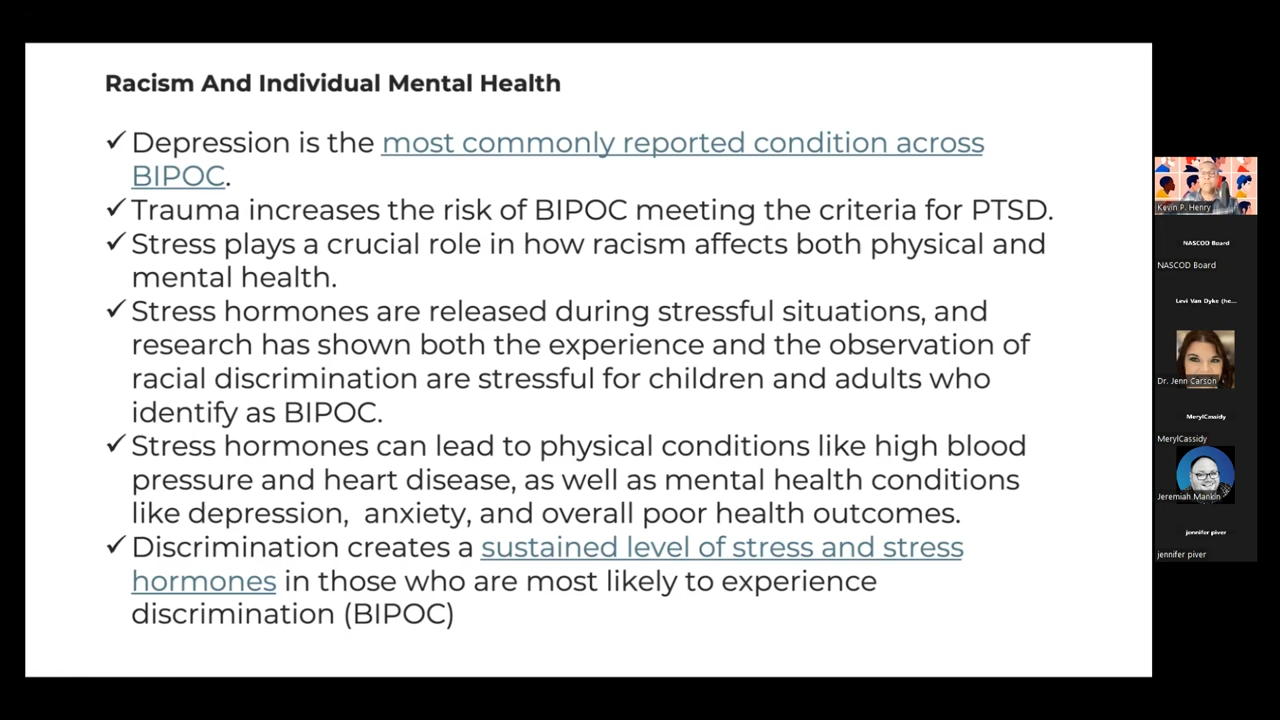 Racism And Individual Mental Health
✓ Depression is the most commonly reported condition across
BIPOC.
✓ Trauma increases the risk of BIPOC meeting the criteria for PTSD.
✓ Stress plays a crucial role in how racism affects both physical and
mental health.
✓ Stress hormones are released during stressful situations, and
research has shown both the experience and the observation of
racial discrimination are stressful for children and adults who
identify as BIPOC.
✓ Stress hormones can lead to physical conditions like high blood
pressure and heart disease, as well as mental health conditions
like depression,  anxiety, and overall poor health outcomes.
✓ Discrimination creates a sustained level of stress and stress
hormones in those who are most likely to experience
discrimination (BIPOC)
Kevin P. Henry
NASCOD Board
NASCOD Board
Levi Van Dyke (he...
Dr. Jenn Carson
MerylCassidy
MerylCassidy
Jeremiah Mankin
jennifer piver
jennifer piver